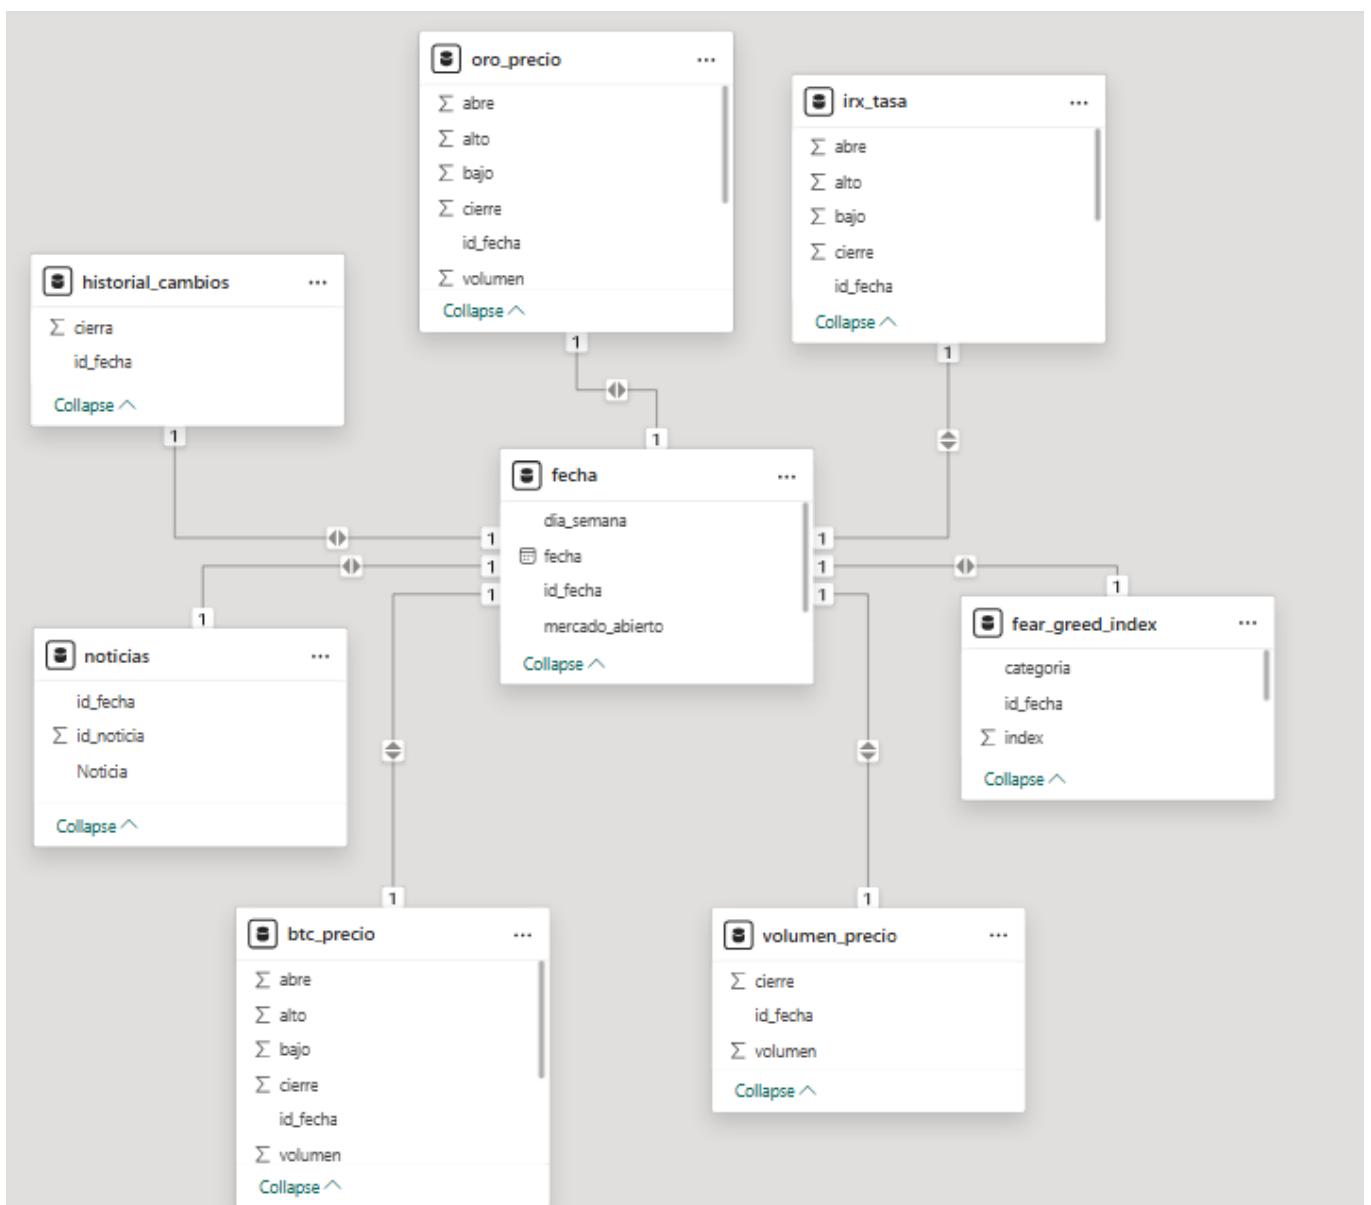 oro_precio
abre
alto
bajo
cierre
id_fecha
volumen
Collapse
irx_tasa
abre
alto
bajo
cierre
id_fecha
Collapse
historial_cambios
cierra
id_fecha
Collapse
1
1
1
1
fecha
dia_semana
fecha
id_fecha
mercado_abierto
Collapse
1
1
1
1
1
1
1
1
noticias
id_fecha
id_noticia
Noticia
Collapse
fear_greed_index
categoria
id_fecha
index
Collapse
1
1
btc_precio
abre
alto
bajo
cierre
id_fecha
volumen
Collapse
volumen_precio
cierre
id_fecha
volumen
Collapse